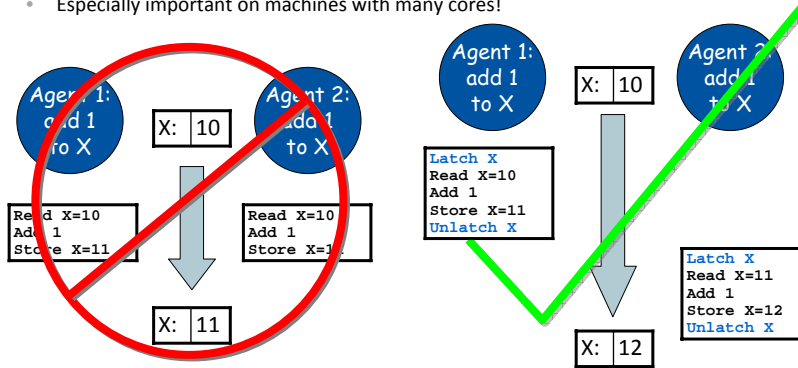 • Especially important on machines with many cores!
Agent 1:
add 1
to X
X: 10
Agent 2:
add 1
to X
Read X=10
Add 1
Store X=11
Read X=10
Add 1
Store X=11
X: 11
Agent 1:
add 1
to X
X: 10
Agent 2:
add 1
to X
Latch X
Read X=10
Add 1
Store X=11
Unlatch X
Latch X
Read X=11
Add 1
Store X=12
Unlatch X
X: 12